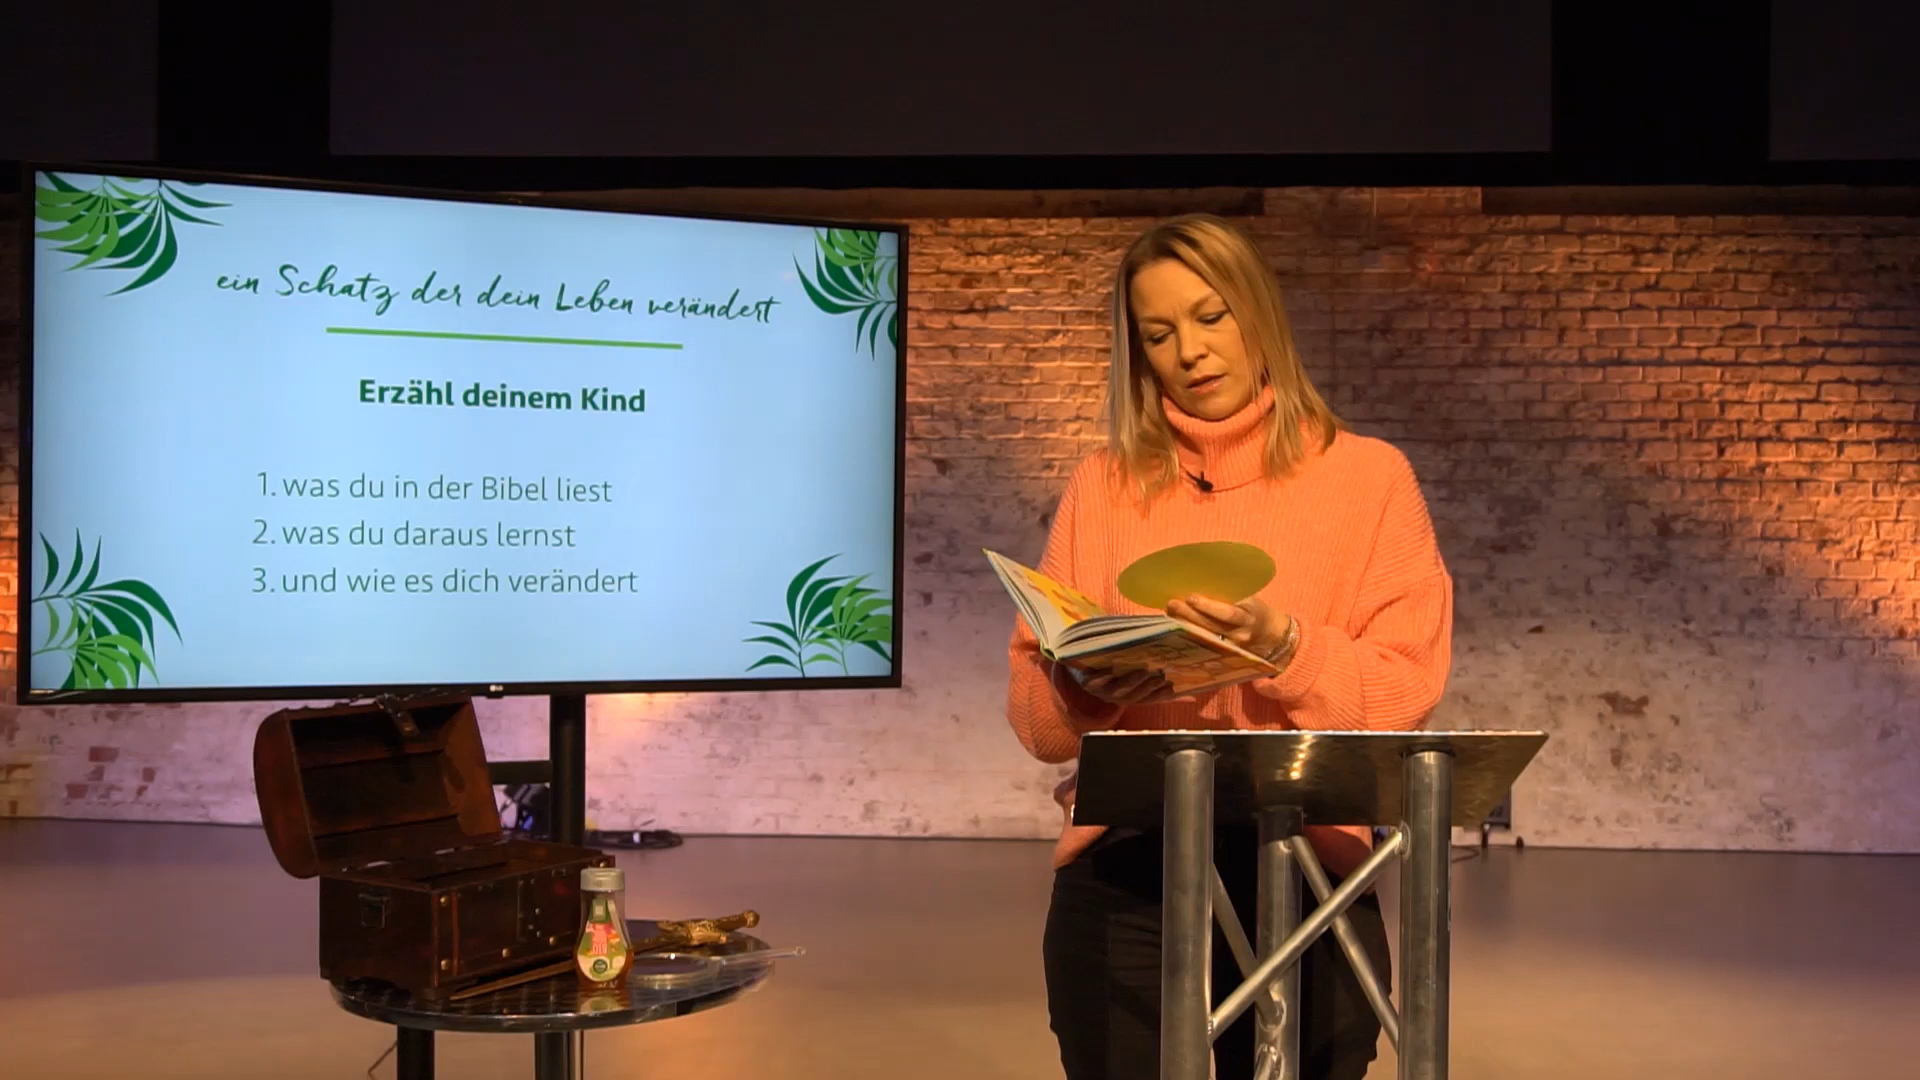 ein Schatz der dein Leben verändert
Erzähl deinem Kind
1. was du in der Bibel liest
2. was du daraus lernst
3. und wie es dich verändert
LG